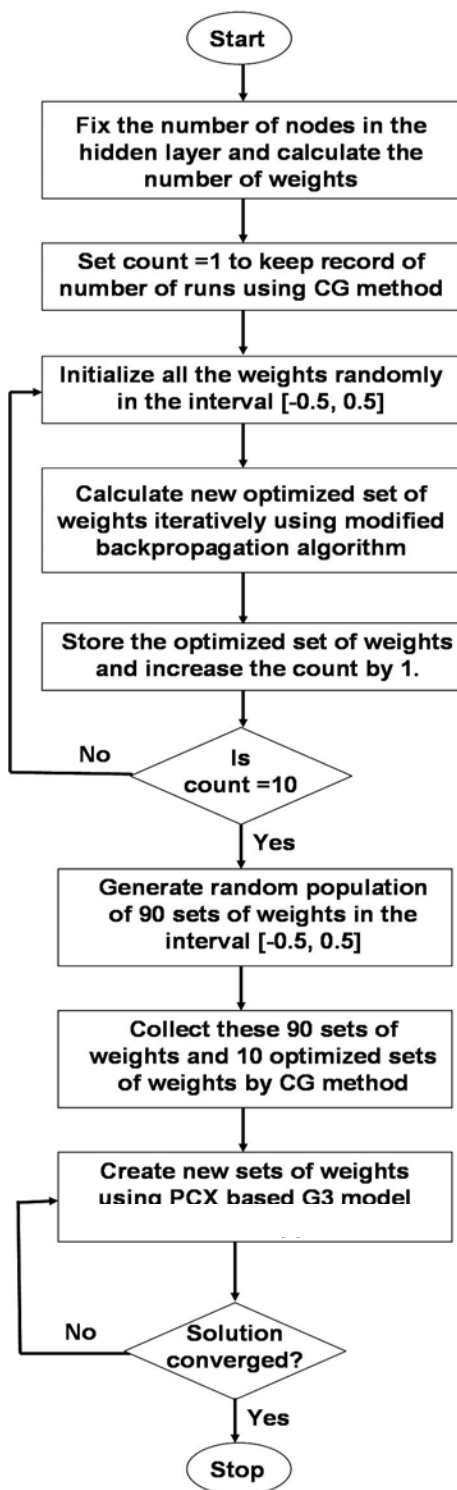 Start
Fix the number of nodes in the
hidden layer and calculate the
number of weights
Set count =1 to keep record of
number of runs using CG method
Initialize all the weights randomly
in the interval [-0.5, 0.5]
Calculate new optimized set of
weights iteratively using modified
backpropagation algorithm
Store the optimized set of weights
and increase the count by 1.
No
Is
count =10
Yes
Generate random population
of 90 sets of weights in the
interval [-0.5, 0.5]
Collect these 90 sets of
weights and 10 optimized sets
of weights by CG method
Create new sets of weights
using PCX based G3 model
No
Solution
converged?
Yes
Stop